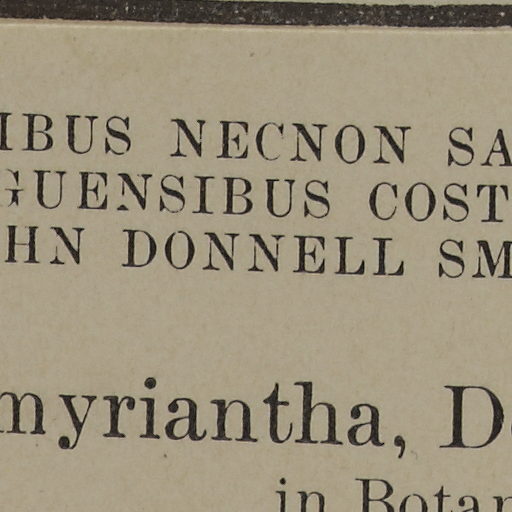 IBUS NECNON SA
GUENSIBUS COST
HN DONNELL SM
myriantha, D
in Botan